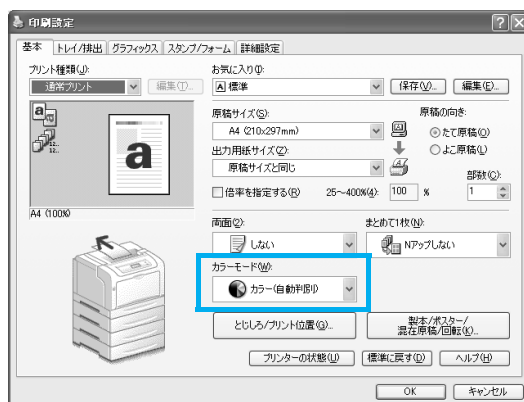 印刷設定
基本 トレイ/排出 グラフィックス スタンプ/フォーム 詳細設定
プリント種類(J):
通常プリント 編集(T)...
お気に入り(I):
標準 保存(V)... 編集(E)...
原稿サイズ(S):
A4 (210x297mm)
原稿の向き:
たて原稿(O)
よこ原稿(L)
出力用紙サイズ(Z):
原稿サイズと同じ
部数(C):
倍率を指定する(R) 25~400%(4): 100 % 1
A4 (100%)
両面(2):
しない
まとめて1枚(N):
Nアップしない
カラーモード(W):
カラー(自動判別)
とじしろ/プリント位置(G)...
製本/ポスター/
混在原稿/回転(K)...
プリンターの状態(U) 標準に戻す(D) ヘルプ(H)
OK キャンセル